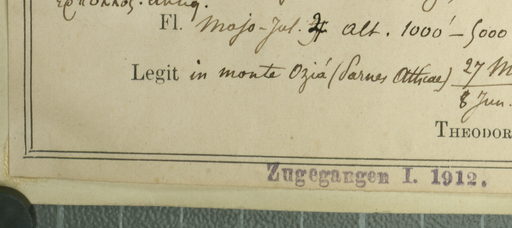 Fl. Majo-Jul. ♃ alt. 1000' – 5000
Legit in monte Oziá (Parnes Atticae) 27 M
8 Jun.
THEODOR
Zugegangen I. 1912.